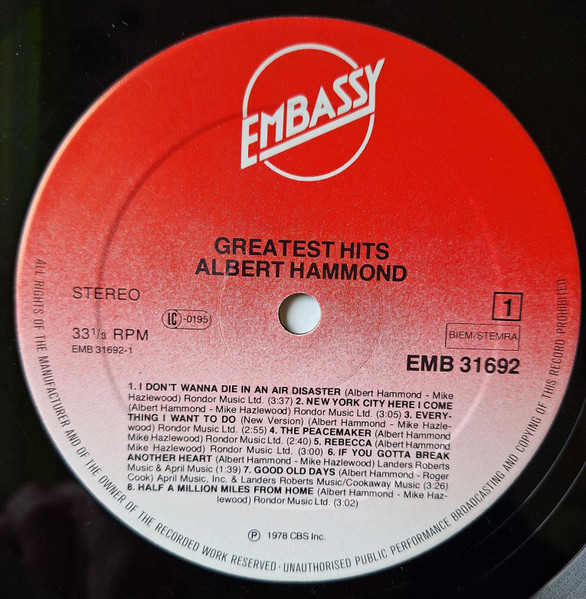 EMBASSY
GREATEST HITS
ALBERT HAMMOND
STEREO
LC -0195
1
33 1/3 RPM
EMB 31692-1
BIEM/STEMRA
EMB 31692
1. I DON'T WANNA DIE IN AN AIR DISASTER (Albert Hammond - Mike
Hazlewood) Rondor Music Ltd. (3:37) 2. NEW YORK CITY HERE I COME
(Albert Hammond - Mike Hazlewood) Rondor Music Ltd. (3:05) 3. EVERY-
THING I WANT TO DO (New Version) (Albert Hammond - Mike Hazle-
wood) Rondor Music Ltd. (2:55) 4. THE PEACEMAKER (Albert Hammond
Mike Hazlewood) Rondor Music Ltd. (2:40) 5. REBECCA (Albert Hammond
Mike Hazlewood) Rondor Music Ltd. (3:00) 6. IF YOU GOTTA BREAK
ANOTHER HEART (Albert Hammond - Mike Hazlewood) Landers Roberts
Music & April Music (1:39) 7. GOOD OLD DAYS (Albert Hammond - Roger
Cook) April Music, Inc. & Landers Roberts Music/Cookaway Music (3:26)
8. HALF A MILLION MILES FROM HOME (Albert Hammond - Mike Haz-
lewood) Rondor Music Ltd. (3:02)
Ⓟ 1978 CBS Inc.
ALL RIGHTS OF THE MANUFACTURER AND OF THE OWNER OF THE RECORDED WORK RESERVED · UNAUTHORISED PUBLIC PERFORMANCE BROADCASTING AND COPYING OF THIS RECORD PROHIBITED